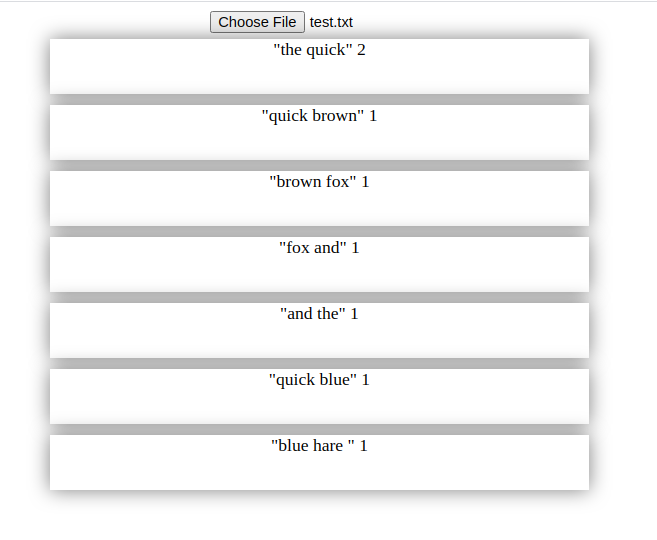 Choose File test.txt
"the quick" 2
"quick brown" 1
"brown fox" 1
"fox and" 1
"and the" 1
"quick blue" 1
"blue hare " 1